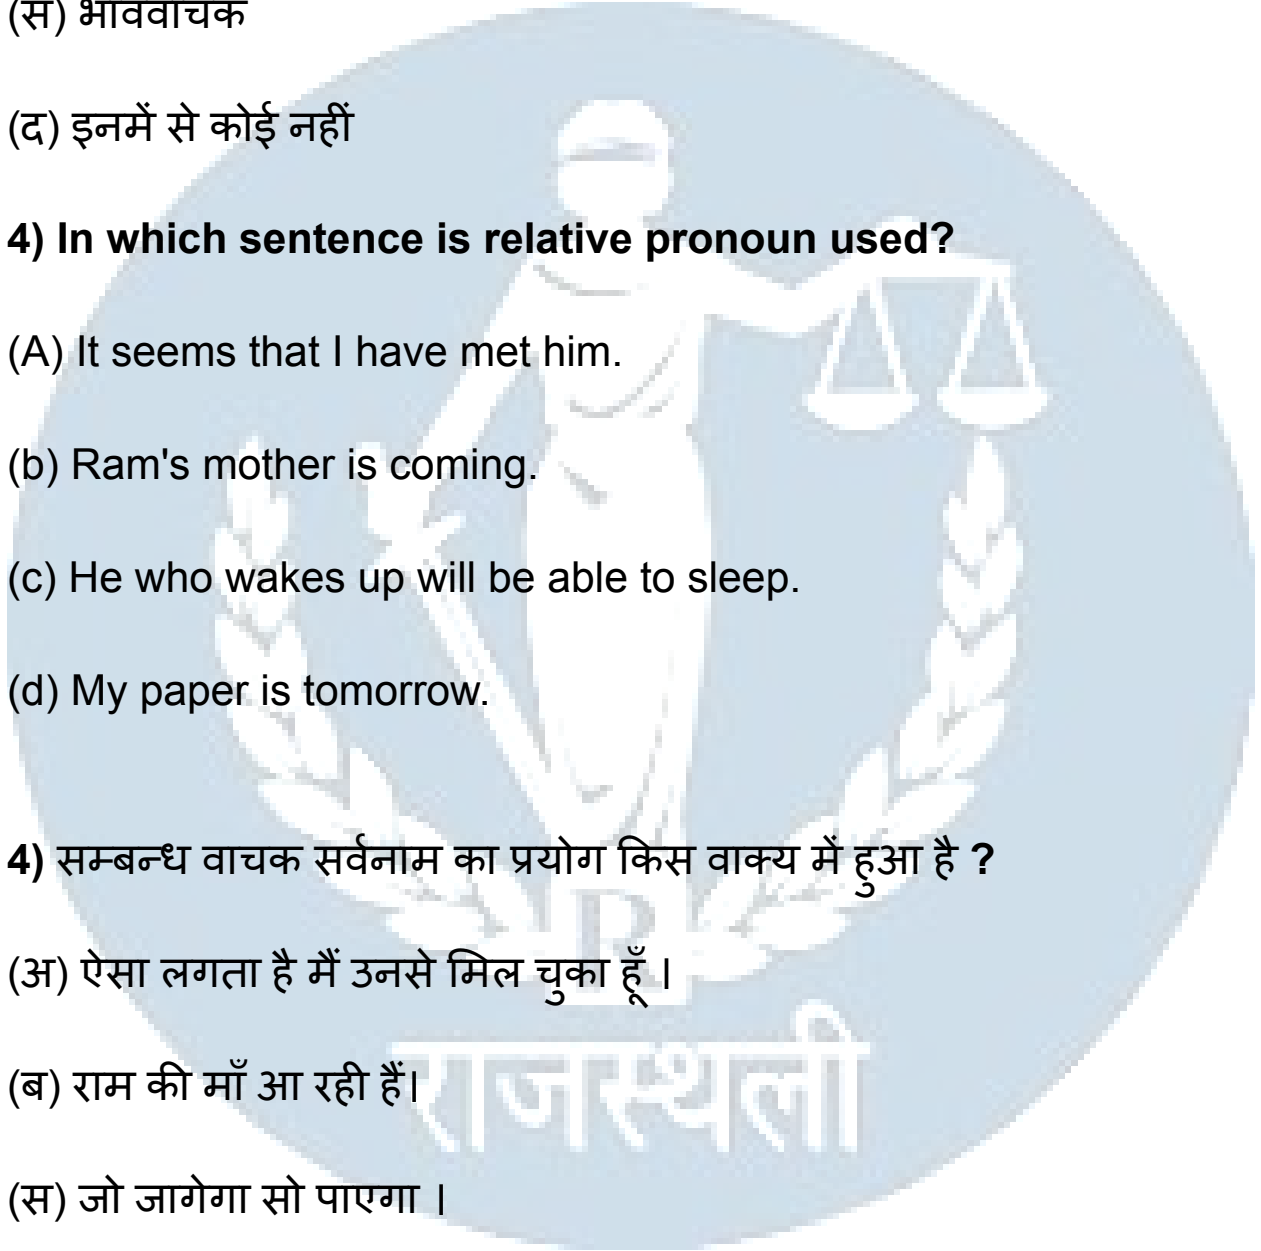 (स) भाववाचक
(द) इनमें से कोई नहीं
4) In which sentence is relative pronoun used?
(A) It seems that I have met him.
(b) Ram's mother is coming.
(c) He who wakes up will be able to sleep.
(d) My paper is tomorrow.
4) सम्बन्ध वाचक सर्वनाम का प्रयोग किस वाक्य में हुआ है ?
(अ) ऐसा लगता है मैं उनसे मिल चुका हूँ ।
R
(ब) राम की माँ आ रही हैं।
राजस्थली
(स) जो जागेगा सो पाएगा ।